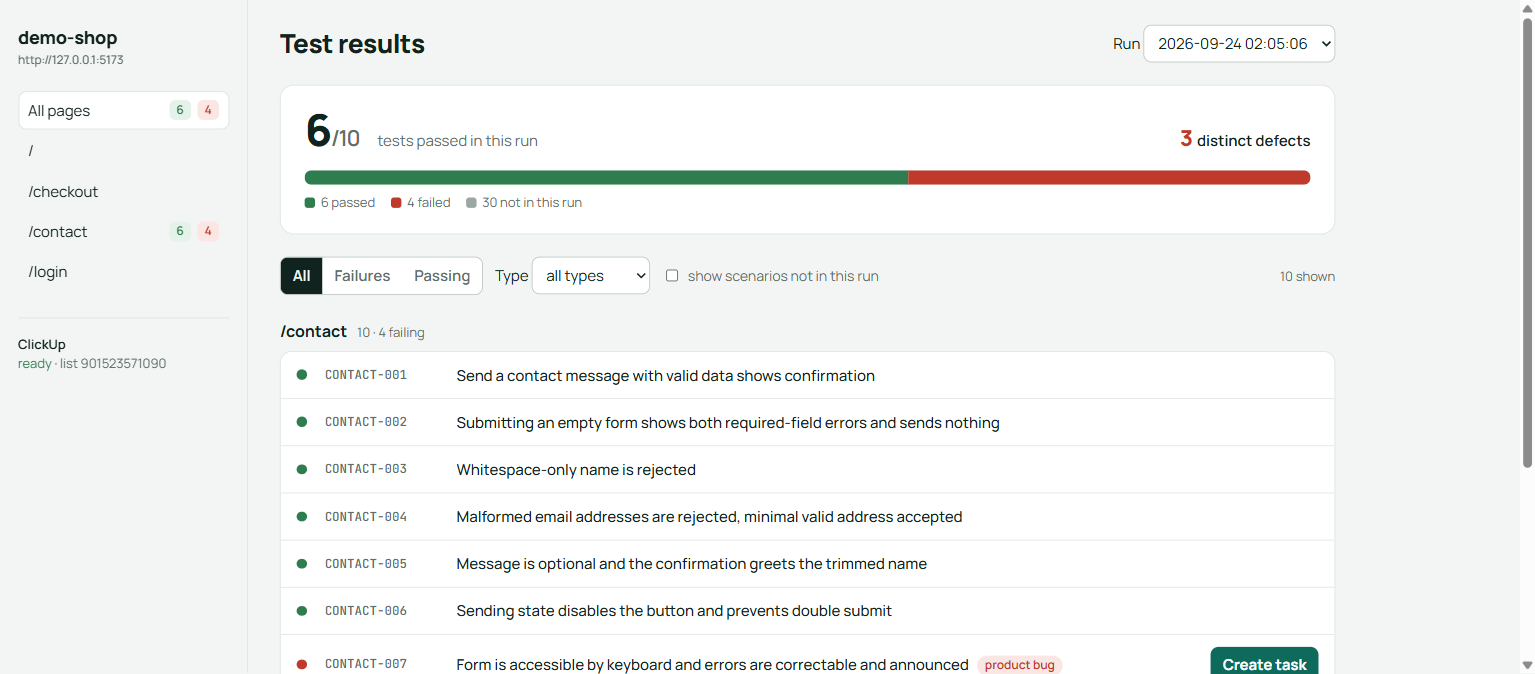 demo-shop
http://127.0.0.1:5173
All pages 6 4
/
/checkout
/contact 6 4
/login
ClickUp
ready · list 901523571090
Test results
Run 2026-09-24 02:05:06
6/10 tests passed in this run
3 distinct defects
6 passed 4 failed 30 not in this run
All Failures Passing Type all types show scenarios not in this run 10 shown
/contact 10 · 4 failing
CONTACT-001 Send a contact message with valid data shows confirmation
CONTACT-002 Submitting an empty form shows both required-field errors and sends nothing
CONTACT-003 Whitespace-only name is rejected
CONTACT-004 Malformed email addresses are rejected, minimal valid address accepted
CONTACT-005 Message is optional and the confirmation greets the trimmed name
CONTACT-006 Sending state disables the button and prevents double submit
CONTACT-007 Form is accessible by keyboard and errors are correctable and announced product bug Create task